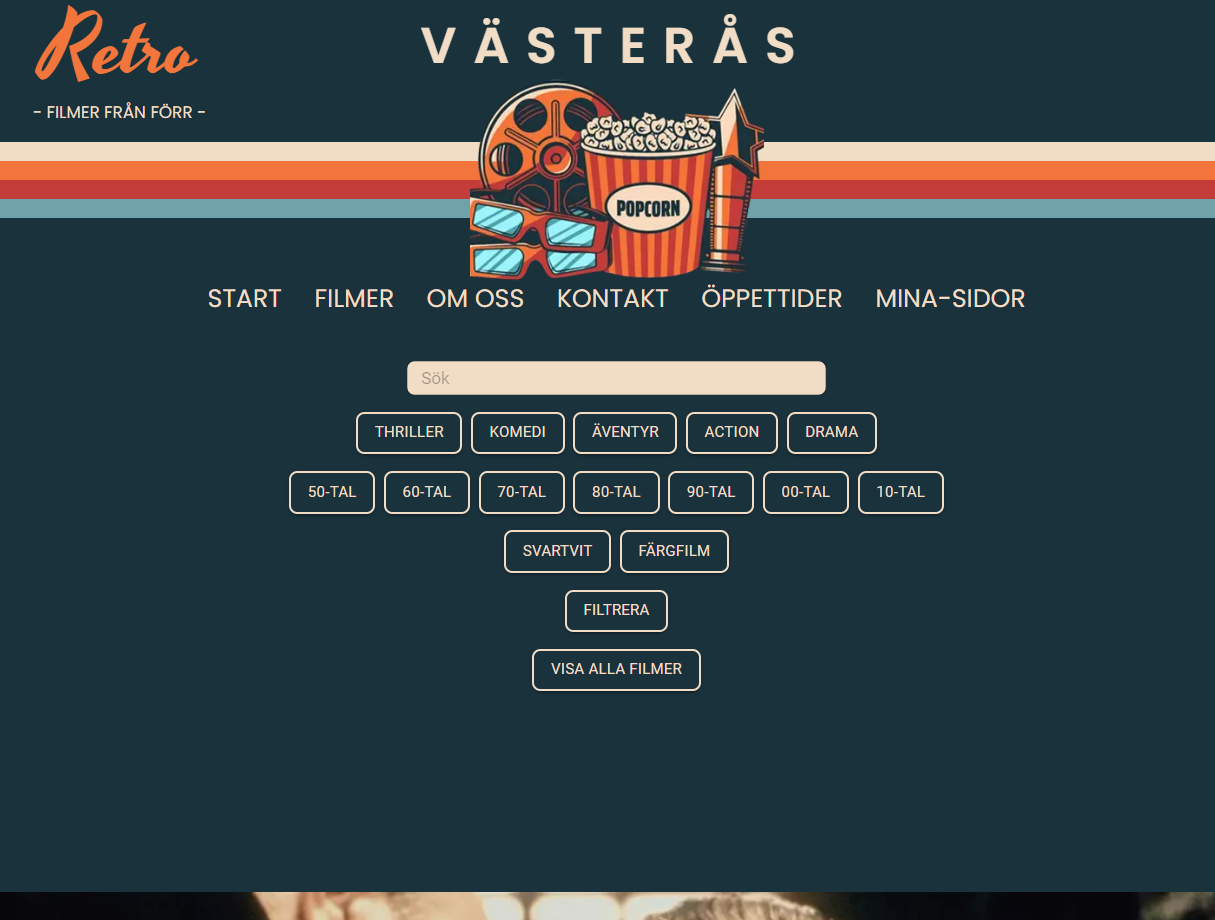 Retro
- FILMER FRÅN FÖRR -
VÄSTERÅS
POPCORN
START FILMER OM OSS KONTAKT ÖPPETTIDER MINA-SIDOR
Sök
THRILLER KOMEDI ÄVENTYR ACTION DRAMA
50-TAL 60-TAL 70-TAL 80-TAL 90-TAL 00-TAL 10-TAL
SVARTVIT FÄRGFILM
FILTRERA
VISA ALLA FILMER